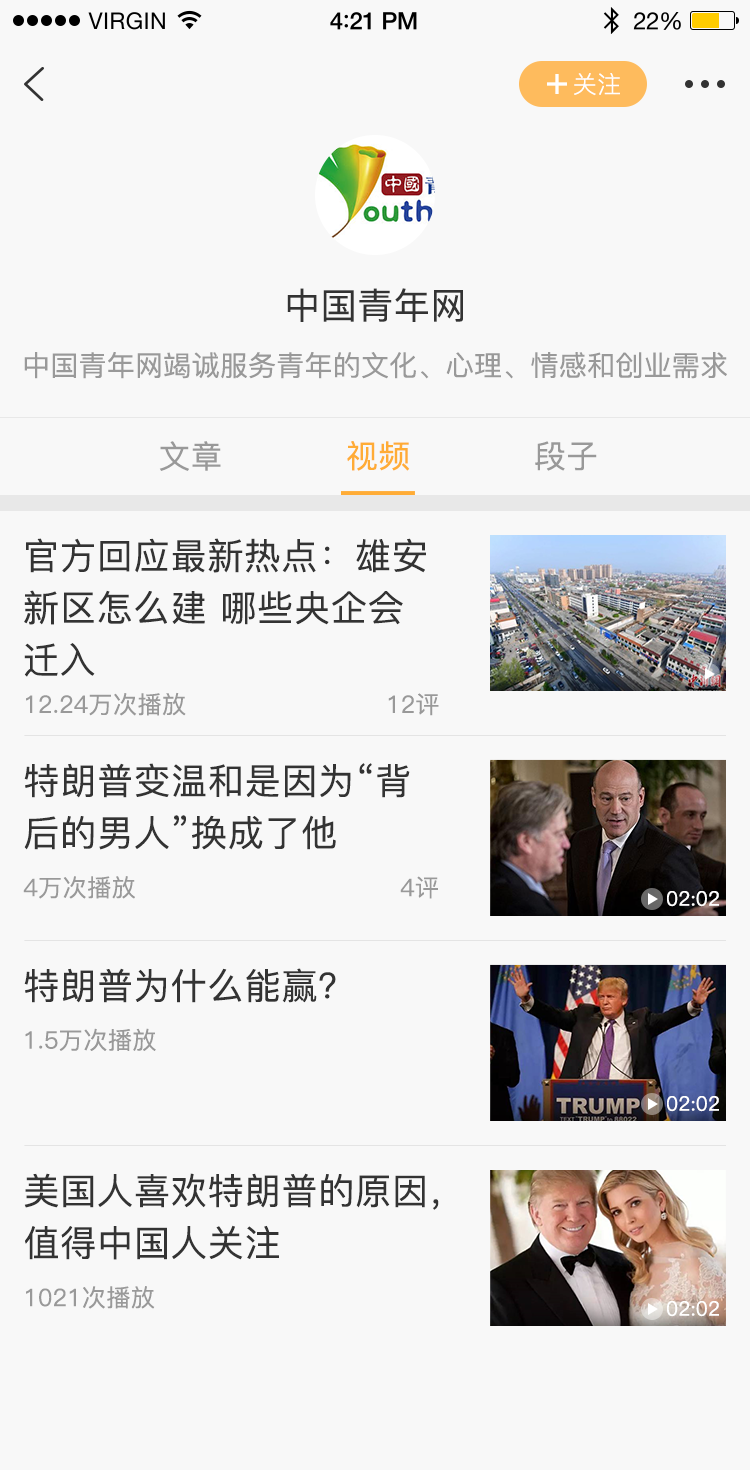 VIRGIN 4:21 PM 22%
+关注
中國
outh
中国青年网
中国青年网竭诚服务青年的文化、心理、情感和创业需求
文章 视频 段子
官方回应最新热点：雄安
新区怎么建 哪些央企会
迁入
12.24万次播放 12评
特朗普变温和是因为“背
后的男人”换成了他
4万次播放 4评
02:02
特朗普为什么能赢？
1.5万次播放
TRUMP
TEXT "TRUMP" to 88022
02:02
美国人喜欢特朗普的原因，
值得中国人关注
1021次播放
02:02